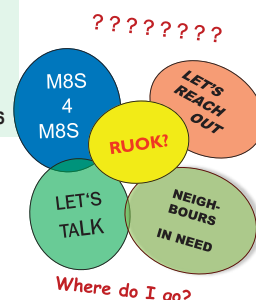 ? ? ? ? ? ? ? ?
M8S
4
M8S
LET'S
REACH
OUT
RUOK?
LET'S
TALK
NEIGH-
BOURS
IN NEED
Where do I go?